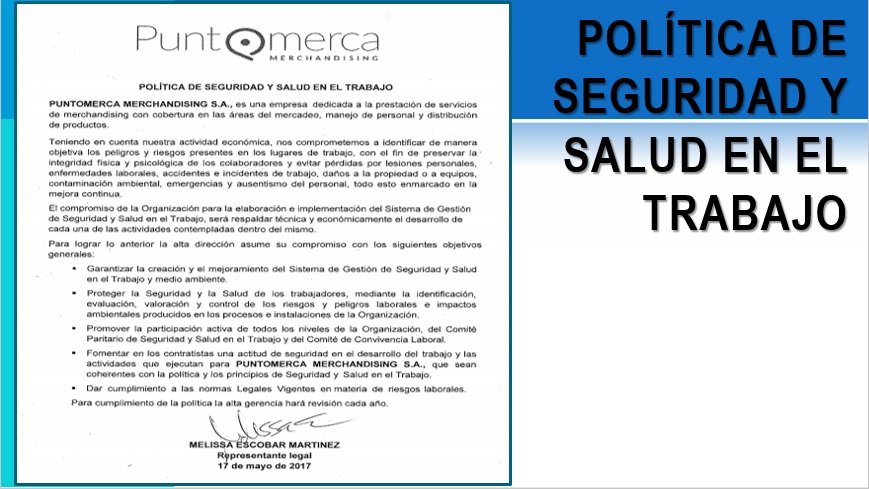 PuntQmerca
MERCHANDISING
POLÍTICA DE SEGURIDAD Y SALUD EN EL TRABAJO
PUNTOMERCA MERCHANDISING S.A., es una empresa dedicada a la prestación de servicios
de merchandising con cobertura en las áreas del mercadeo, manejo de personal y distribución
de productos.
Teniendo en cuenta nuestra actividad económica, nos comprometemos a identificar de manera
objetiva los peligros y riesgos presentes en los lugares de trabajo, con el fin de preservar la
integridad física y psicológica de los colaboradores y evitar pérdidas por lesiones personales,
enfermedades laborales, accidentes e incidentes de trabajo, daños a la propiedad o a equipos,
contaminación ambiental, emergencias y ausentismo del personal, todo esto enmarcado en la
mejora continua.
El compromiso de la Organización para la elaboración e implementación del Sistema de Gestión
de Seguridad y Salud en el Trabajo, será respaldar técnica y económicamente el desarrollo de
cada una de las actividades contempladas dentro del mismo.
Para lograr lo anterior la alta dirección asume su compromiso con los siguientes objetivos
generales:
• Garantizar la creación y el mejoramiento del Sistema de Gestión de Seguridad y Salud
en el Trabajo y medio ambiente.
• Proteger la Seguridad y la Salud de los trabajadores, mediante la identificación,
evaluación, valoración y control de los riesgos y peligros laborales e impactos
ambientales producidos en los procesos e instalaciones de la Organización.
• Promover la participación activa de todos los niveles de la Organización, del Comité
Paritario de Seguridad y Salud en el Trabajo y del Comité de Convivencia Laboral.
• Fomentar en los contratistas una actitud de seguridad en el desarrollo del trabajo y las
actividades que ejecutan para PUNTOMERCA MERCHANDISING S.A., que sean
coherentes con la política y los principios de Seguridad y Salud en el Trabajo.
• Dar cumplimiento a las normas Legales Vigentes en materia de riesgos laborales.
Para cumplimiento de la política la alta gerencia hará revisión cada año.
MELISSA ESCOBAR MARTINEZ
Representante legal
17 de mayo de 2017
POLÍTICA DE
SEGURIDAD Y
SALUD EN EL
TRABAJO